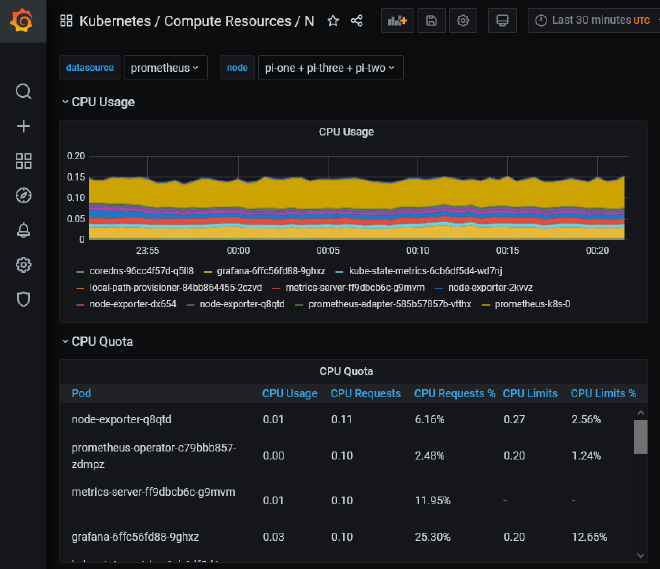 Kubernetes / Compute Resources / N
Last 30 minutes UTC
datasource prometheus node pi-one + pi-three + pi-two
CPU Usage
CPU Usage
0.20
0.15
0.10
0.05
0
23:55 00:00 00:05 00:10 00:15 00:20
coredns-96cc4f57d-q5ll8 grafana-6ffc56fd88-9ghxz kube-state-metrics-6cb6df5d4-wd7nj
local-path-provisioner-84bb864455-2czvd metrics-server-ff9dbcb6c-g9mvm node-exporter-2kvvz
node-exporter-dx654 node-exporter-q8qtd prometheus-adapter-585b57857b-vtthx prometheus-k8s-0
CPU Quota
CPU Quota
Pod CPU Usage CPU Requests CPU Requests % CPU Limits CPU Limits %
node-exporter-q8qtd 0.01 0.11 6.16% 0.27 2.56%
prometheus-operator-c79bbb857-
zdmpz 0.00 0.10 2.48% 0.20 1.24%
metrics-server-ff9dbcb6c-g9mvm 0.01 0.10 11.95% - -
grafana-6ffc56fd88-9ghxz 0.03 0.10 25.30% 0.20 12.65%